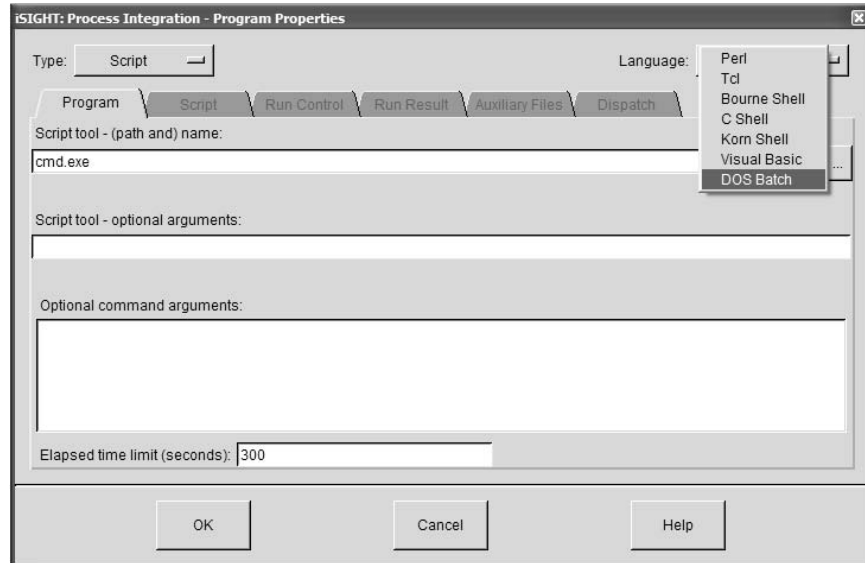 iSIGHT: Process Integration - Program Properties
Type: Script
Language:
Perl
Tcl
Bourne Shell
C Shell
Korn Shell
Visual Basic
DOS Batch
Program Script Run Control Run Result Auxiliary Files Dispatch
Script tool - (path and) name:
cmd.exe
...
Script tool - optional arguments:
Optional command arguments:
Elapsed time limit (seconds): 300
OK Cancel Help